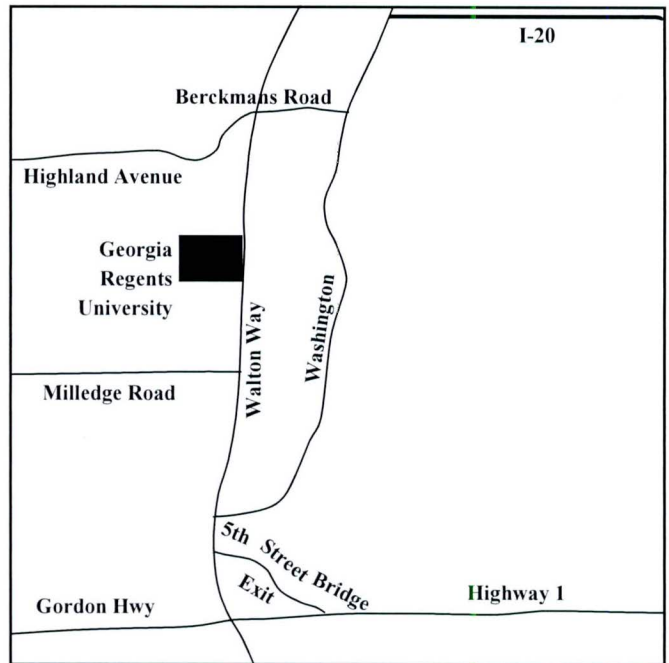 I-20
Berckmans Road
Highland Avenue
Georgia
Regents
University
Walton Way
Washington
Milledge Road
5th Street Bridge
Exit
Highway 1
Gordon Hwy